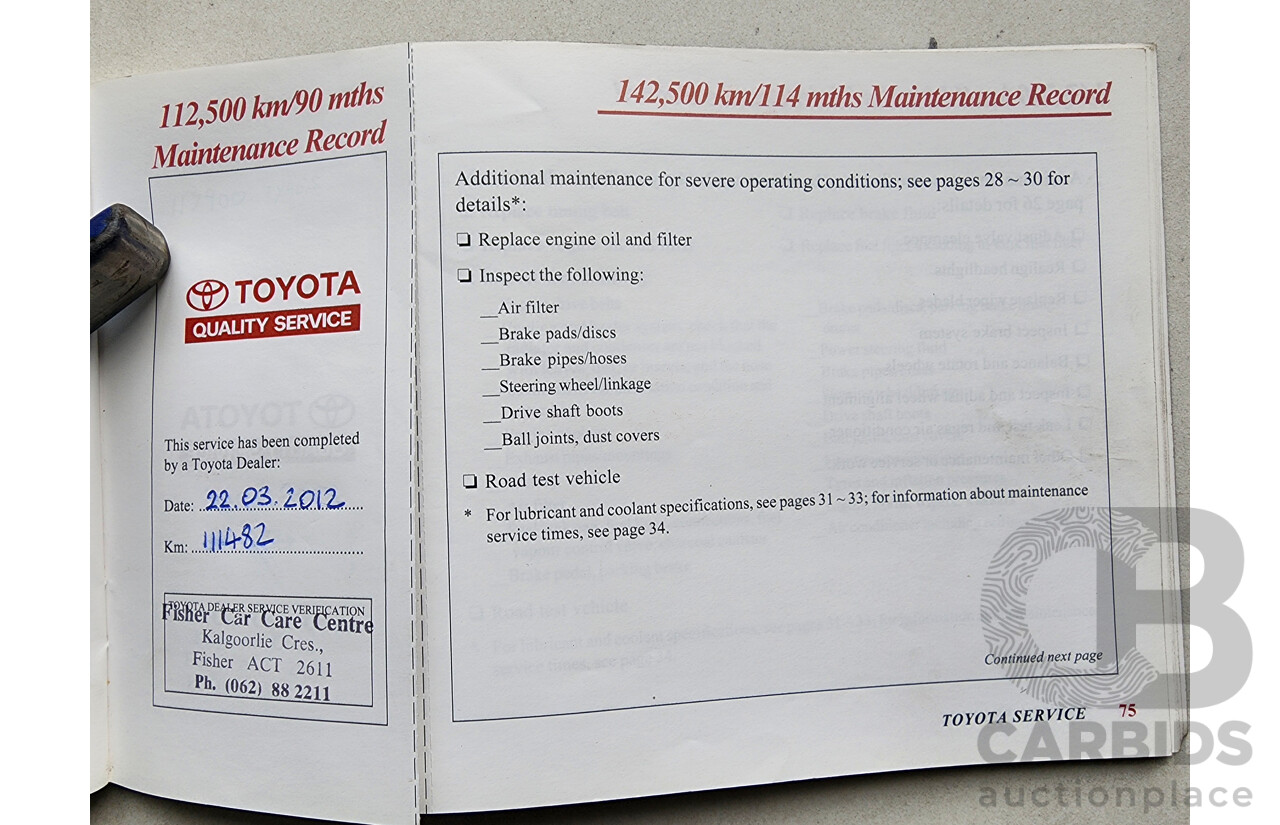 112,500 km/90 mths
Maintenance Record
TOYOTA
QUALITY SERVICE
This service has been completed
by a Toyota Dealer:
Date: 22.03.2012
Km: 111482
TOYOTA DEALER SERVICE VERIFICATION
Fisher Car Care Centre
Kalgoorlie Cres.,
Fisher ACT 2611
Ph. (062) 88 2211
142,500 km/114 mths Maintenance Record
Additional maintenance for severe operating conditions; see pages 28 ~ 30 for
details*:
❏ Replace engine oil and filter
❏ Inspect the following:
__Air filter
__Brake pads/discs
__Brake pipes/hoses
__Steering wheel/linkage
__Drive shaft boots
__Ball joints, dust covers
❏ Road test vehicle
* For lubricant and coolant specifications, see pages 31 ~ 33; for information about maintenance
service times, see page 34.
Continued next page
TOYOTA SERVICE 75
CB
CARBIDS
auctionplace